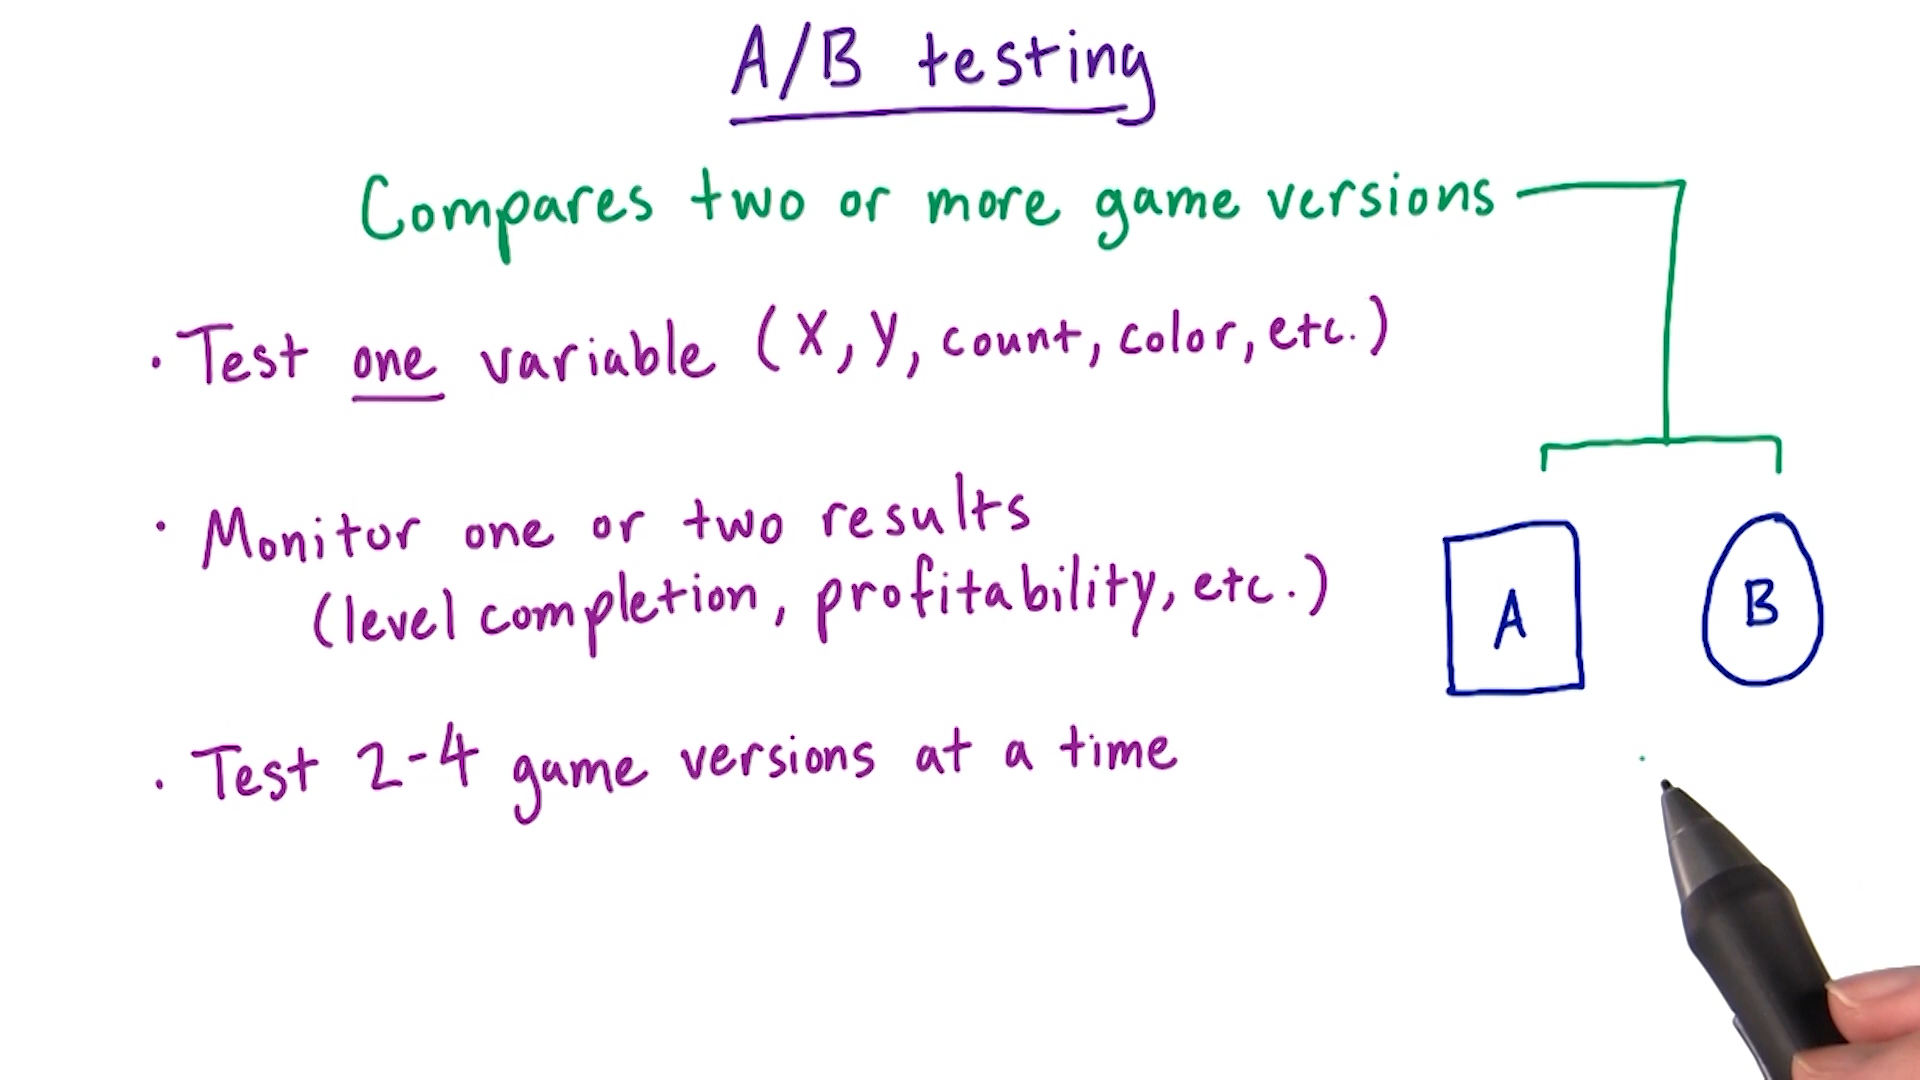 A/B testing
Compares two or more game versions
· Test one variable (X, Y, count, color, etc.)
· Monitor one or two results
(level completion, profitability, etc.)
A
B
· Test 2-4 game versions at a time